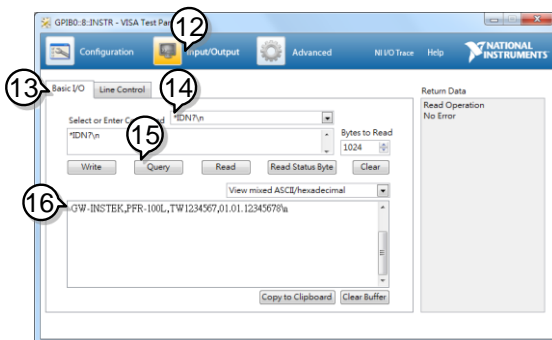 GPIB0::8::INSTR - VISA Test Pan
12
Configuration
Input/Output
Advanced
NI I/O Trace
Help
NATIONAL
INSTRUMENTS
13
Basic I/O
Line Control
14
Return Data
Read Operation
No Error
Select or Enter Co
d
*IDN?\n
15
*IDN?\n
Bytes to Read
1024
Write
Query
Read
Read Status Byte
Clear
View mixed ASCII/hexadecimal
16
GW-INSTEK,PFR-100L,TW1234567,01.01.12345678\n
Copy to Clipboard
Clear Buffer